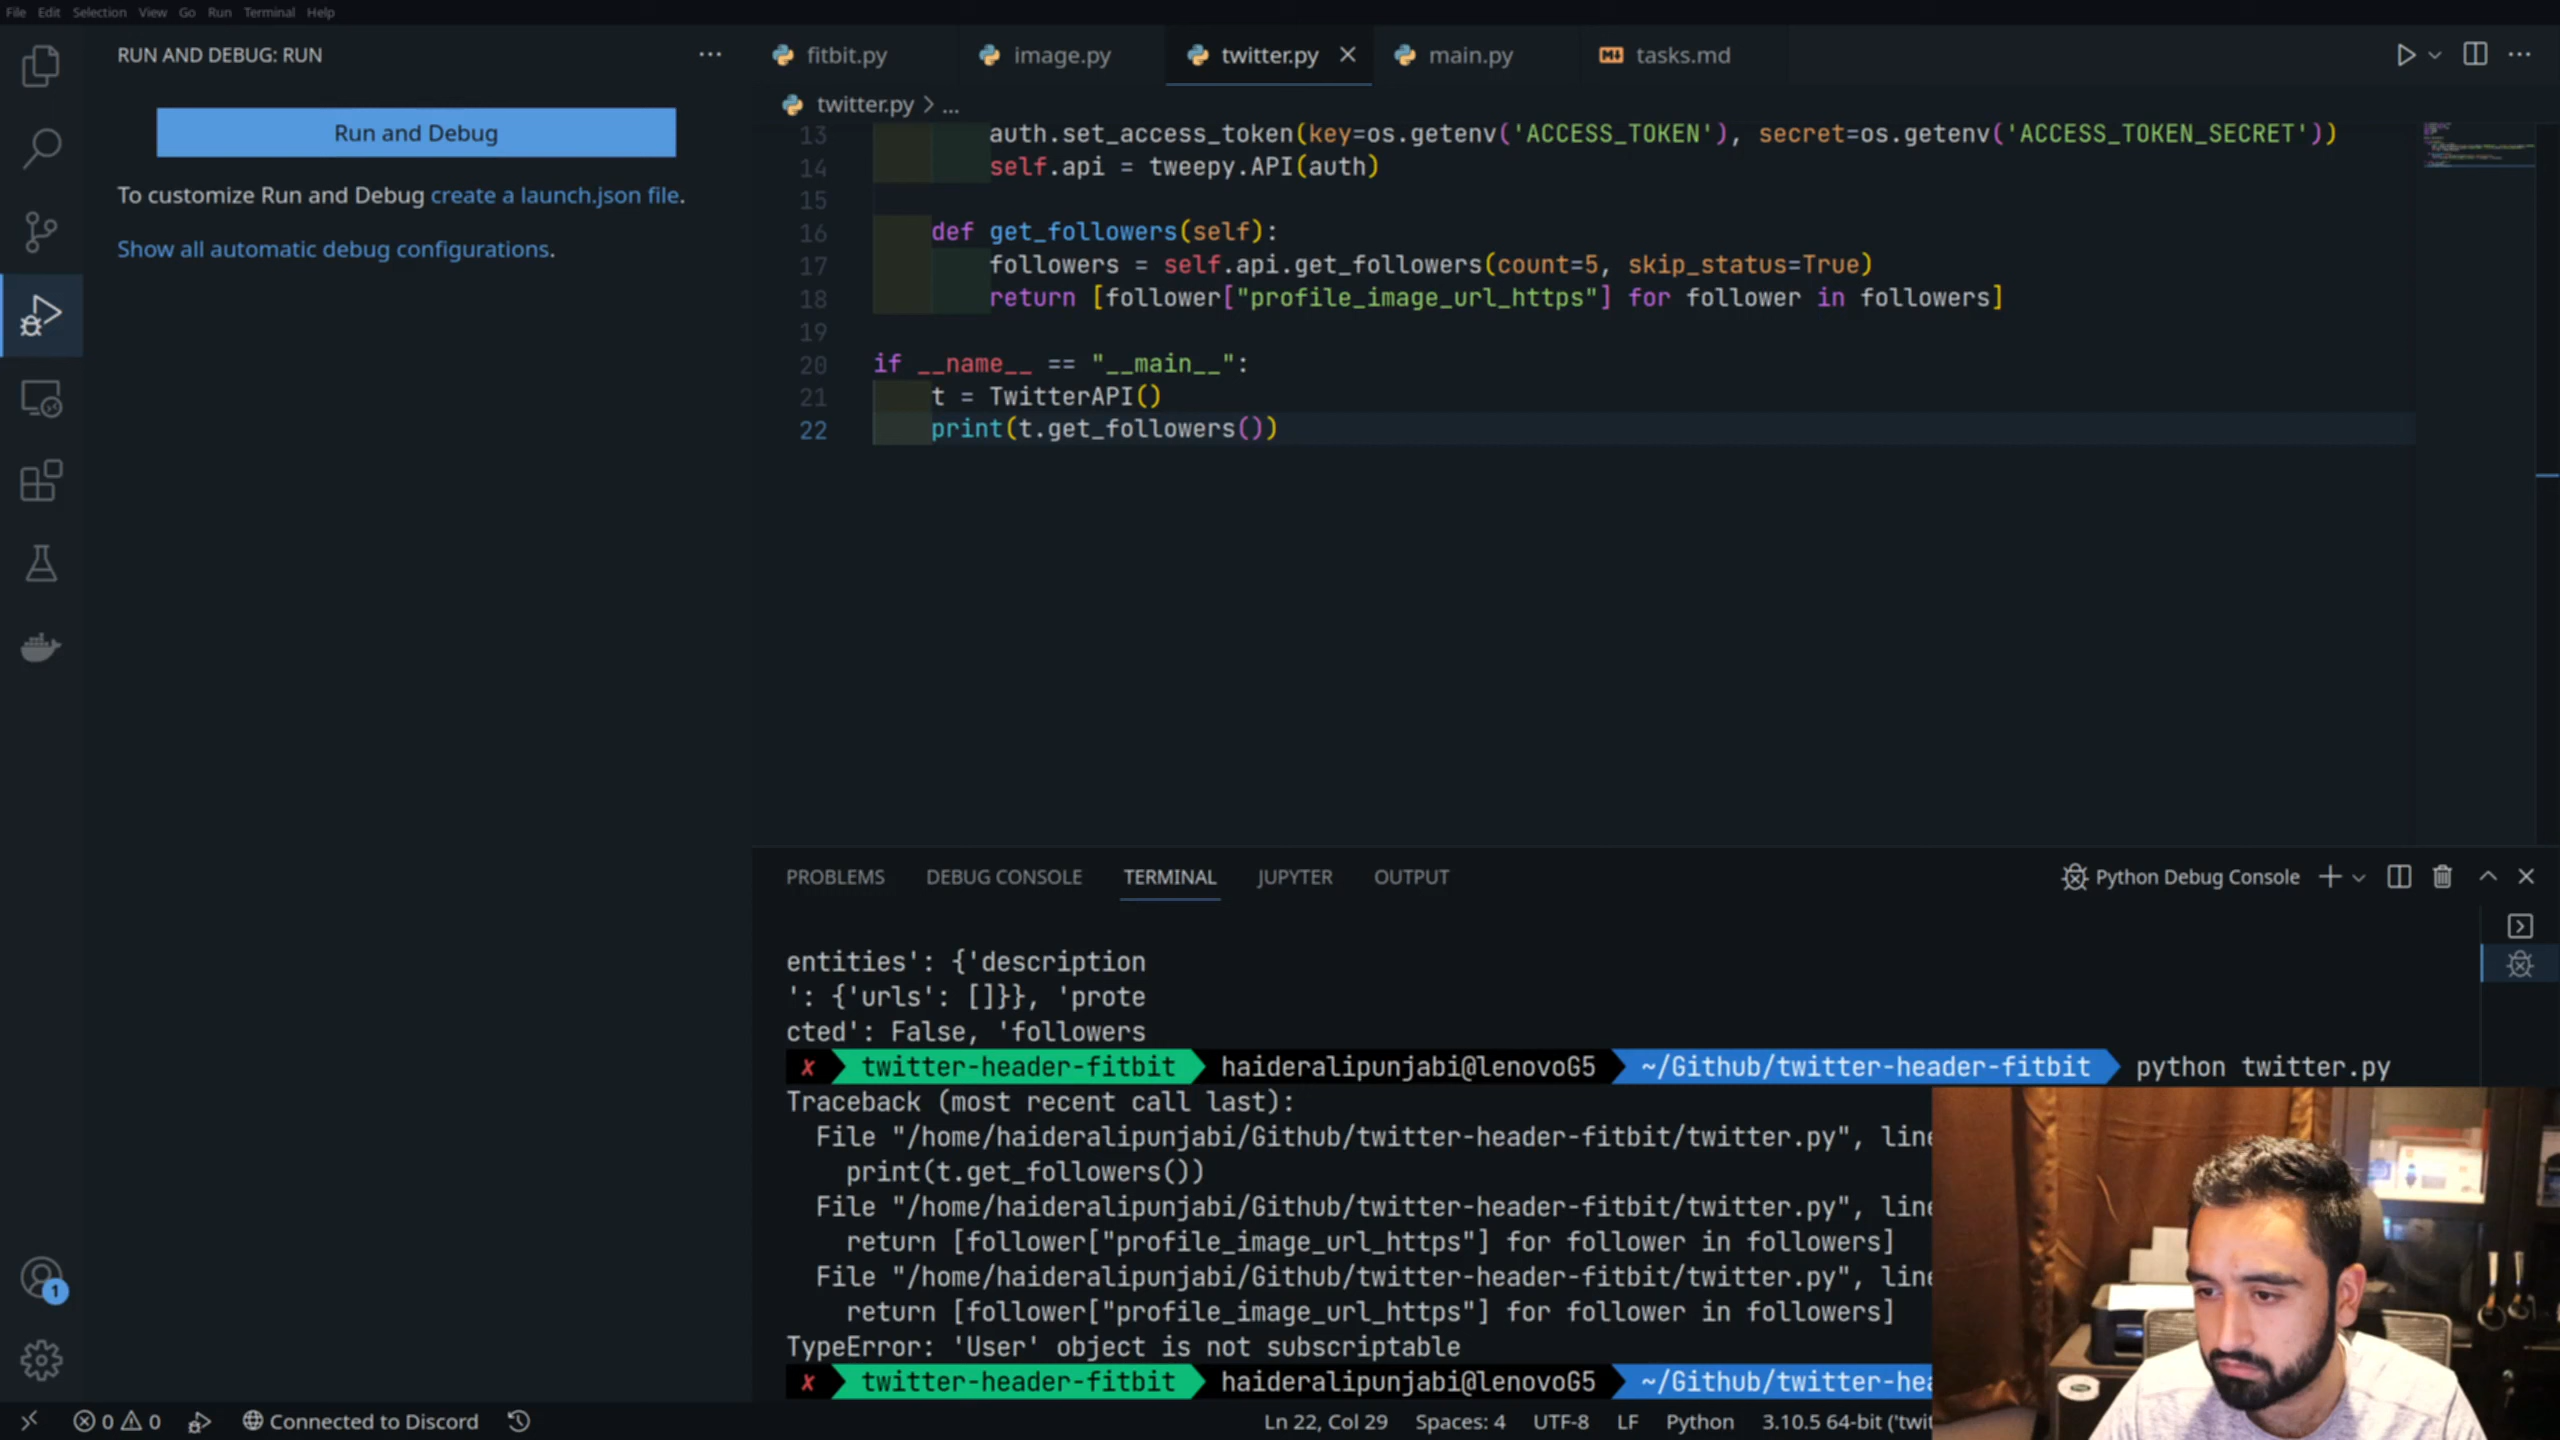 File Edit Selection View Go Run Terminal Help
RUN AND DEBUG: RUN ···
Run and Debug
To customize Run and Debug create a launch.json file.
Show all automatic debug configurations.
1
fitbit.py image.py twitter.py main.py tasks.md
twitter.py > ...
13 auth.set_access_token(key=os.getenv('ACCESS_TOKEN'), secret=os.getenv('ACCESS_TOKEN_SECRET'))
14 self.api = tweepy.API(auth)
15
16 def get_followers(self):
17 followers = self.api.get_followers(count=5, skip_status=True)
18 return [follower["profile_image_url_https"] for follower in followers]
19
20 if __name__ == "__main__":
21 t = TwitterAPI()
22 print(t.get_followers())
PROBLEMS DEBUG CONSOLE TERMINAL JUPYTER OUTPUT Python Debug Console
entities': {'description
': {'urls': []}}, 'prote
cted': False, 'followers
✗ twitter-header-fitbit haideralipunjabi@lenovoG5 ~/Github/twitter-header-fitbit python twitter.py
Traceback (most recent call last):
File "/home/haideralipunjabi/Github/twitter-header-fitbit/twitter.py", line
print(t.get_followers())
File "/home/haideralipunjabi/Github/twitter-header-fitbit/twitter.py", line
return [follower["profile_image_url_https"] for follower in followers]
File "/home/haideralipunjabi/Github/twitter-header-fitbit/twitter.py", line
return [follower["profile_image_url_https"] for follower in followers]
TypeError: 'User' object is not subscriptable
✗ twitter-header-fitbit haideralipunjabi@lenovoG5 ~/Github/twitter-hea
0 0 Connected to Discord Ln 22, Col 29 Spaces: 4 UTF-8 LF Python 3.10.5 64-bit ('twit